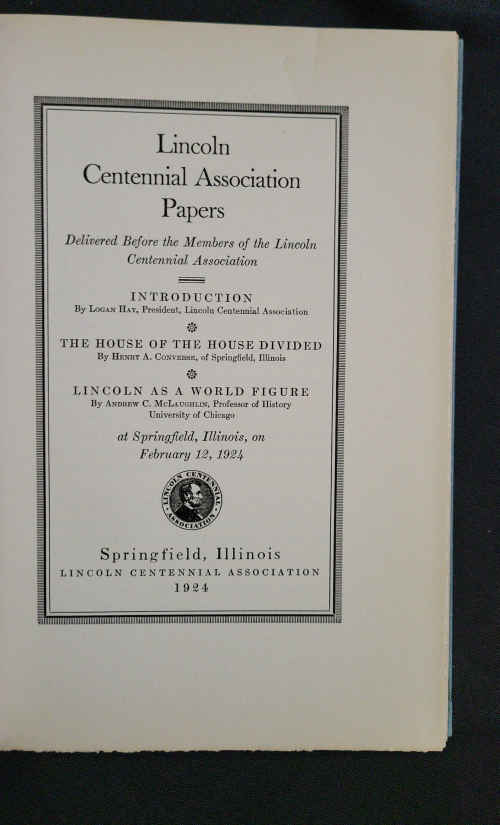 Lincoln
Centennial Association
Papers
Delivered Before the Members of the Lincoln
Centennial Association
INTRODUCTION
By Logan Hay, President, Lincoln Centennial Association
THE HOUSE OF THE HOUSE DIVIDED
By Henry A. Converse, of Springfield, Illinois
LINCOLN AS A WORLD FIGURE
By Andrew C. McLaughlin, Professor of History
University of Chicago
at Springfield, Illinois, on
February 12, 1924
LINCOLN CENTENNIAL
ASSOCIATION
Springfield, Illinois
LINCOLN CENTENNIAL ASSOCIATION
1924